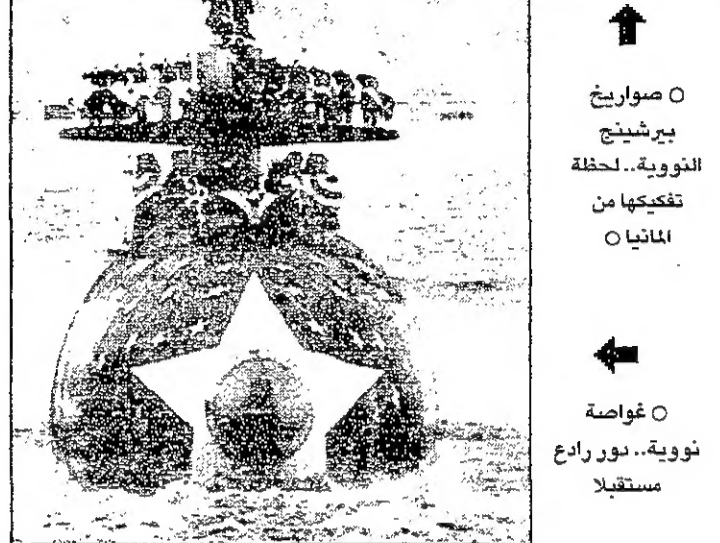 ○ صواريخ
بيرشينج
النووية.. لحظة
تفكيكها من
المانيا ○
○ غواصة
نووية.. دور رادع
مستقبلا